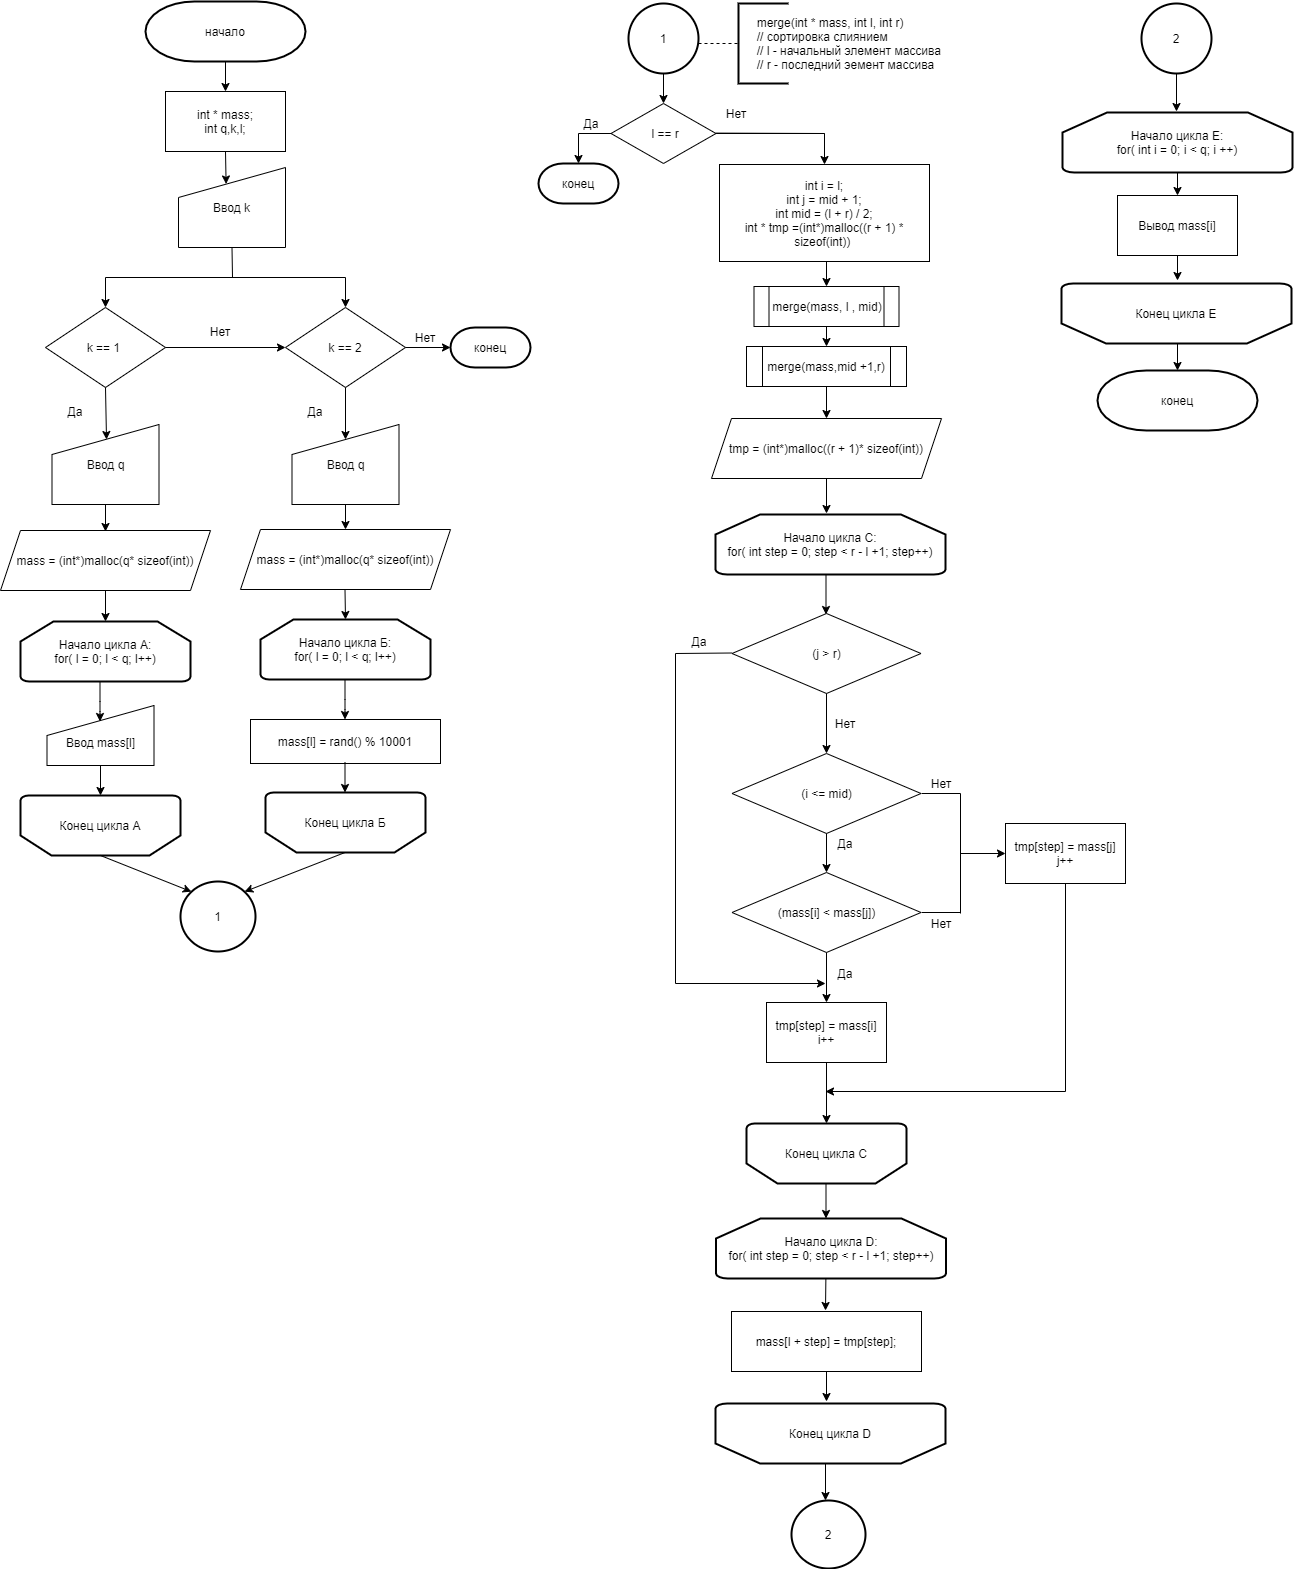 начало
int * mass;
int q,k,l;
Ввод k
k == 1
Нет
k == 2
Нет
конец
Да
Да
Ввод q
Ввод q
mass = (int*)malloc(q* sizeof(int))
mass = (int*)malloc(q* sizeof(int))
Начало цикла А:
for( l = 0; l < q; l++)
Начало цикла Б:
for( l = 0; l < q; l++)
Ввод mass[l]
mass[l] = rand() % 10001
Конец цикла А
Конец цикла Б
1
1
merge(int * mass, int l, int r)
// сортировка слиянием
// l - начальный элемент массива
// r - последний эемент массива
l == r
Да
Нет
конец
int i = l;
int j = mid + 1;
int mid = (l + r) / 2;
int * tmp =(int*)malloc((r + 1) *
sizeof(int))
merge(mass, l , mid)
merge(mass,mid +1,r)
tmp = (int*)malloc((r + 1)* sizeof(int))
Начало цикла С:
for( int step = 0; step < r - l +1; step++)
Да
(j > r)
Нет
(i <= mid)
Нет
Да
tmp[step] = mass[j]
j++
(mass[i] < mass[j])
Нет
Да
tmp[step] = mass[i]
i++
Конец цикла С
Начало цикла D:
for( int step = 0; step < r - l +1; step++)
mass[l + step] = tmp[step];
Конец цикла D
2
2
Начало цикла Е:
for( int i = 0; i < q; i ++)
Вывод mass[i]
Конец цикла Е
конец